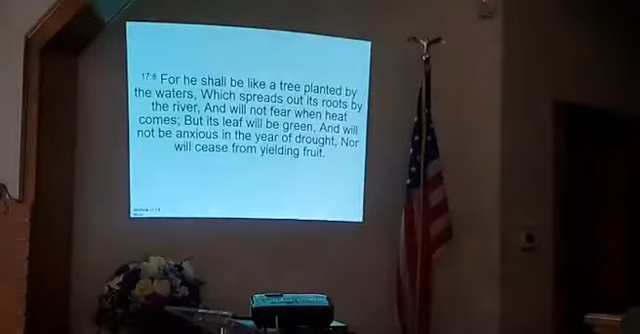 17:8 For he shall be like a tree planted by
the waters, Which spreads out its roots by
the river, And will not fear when heat
comes; But its leaf will be green, And will
not be anxious in the year of drought, Nor
will cease from yielding fruit.